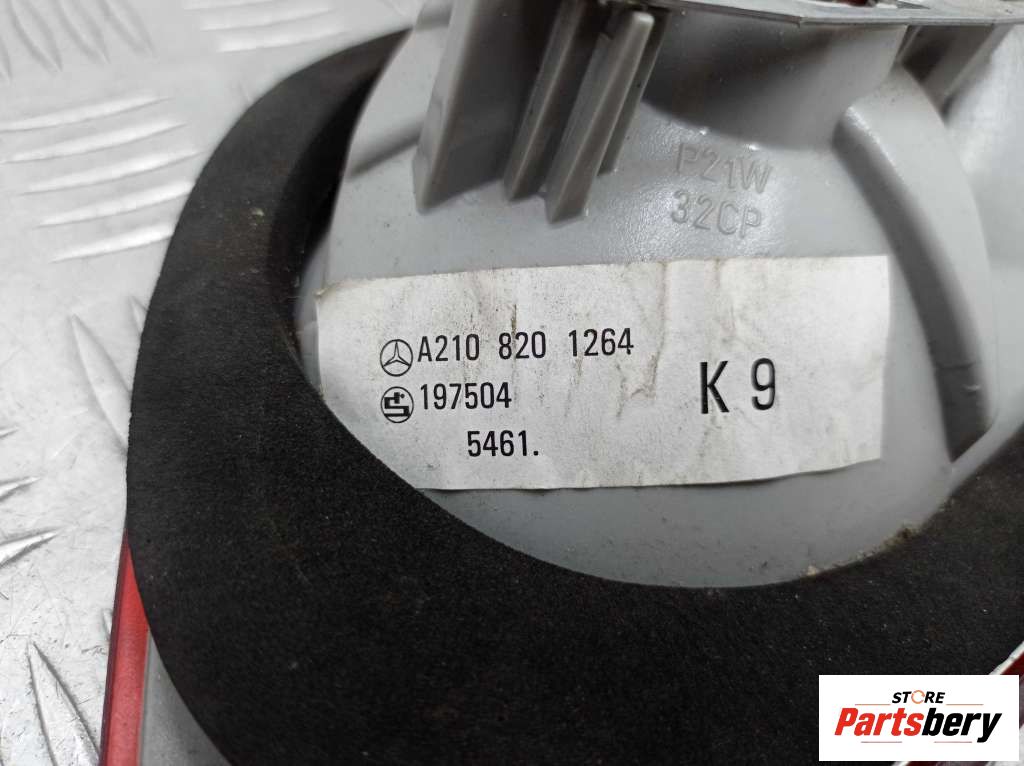 P21W
32CP
A210 820 1264
197504
K 9
5461.
STORE
Partsbery